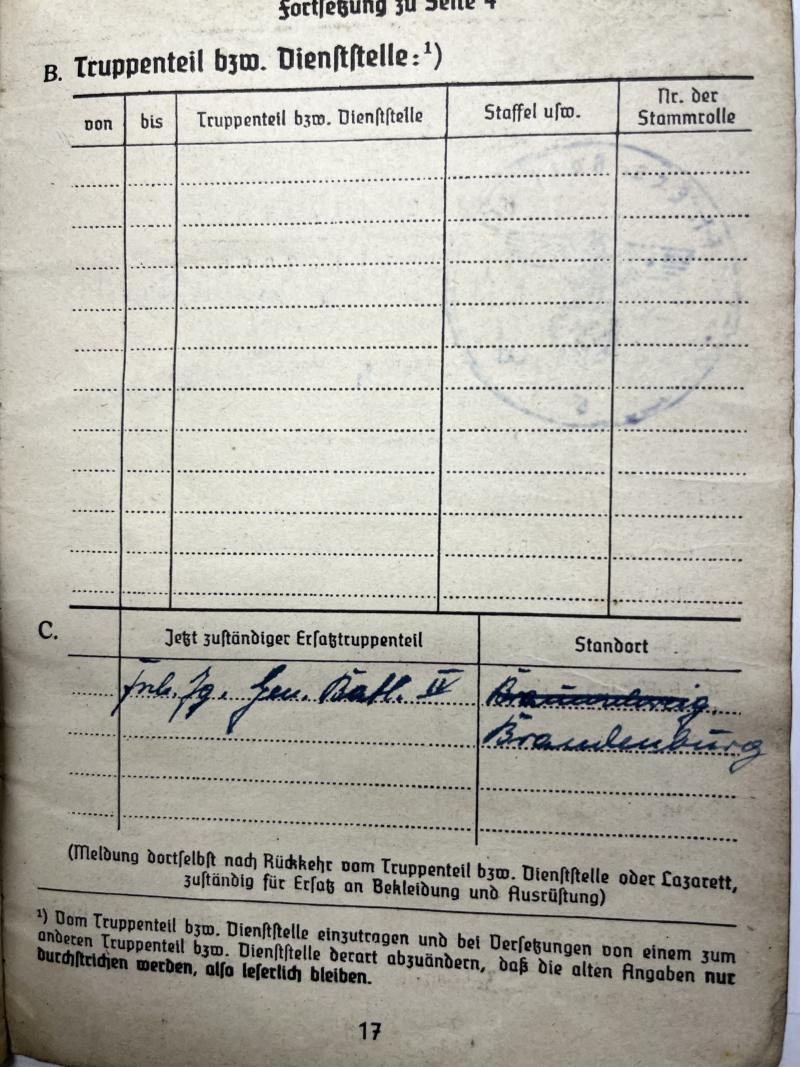 Fortsetzung zu Seite 4
B. Truppenteil bzw. Dienststelle:¹)
von bis Truppenteil bzw. Dienststelle Staffel usw. Nr. der Stammrolle
C. Jetzt zuständiger Ersatztruppenteil Standort
Jg. Gen. Batl. IV Braunschweig
Brandenburg
(Meldung dortselbst nach Rückkehr vom Truppenteil bzw. Dienststelle oder Lazarett,
zuständig für Ersatz an Bekleidung und Ausrüstung)
¹) Vom Truppenteil bzw. Dienststelle einzutragen und bei Versetzungen von einem zum
anderen Truppenteil bzw. Dienststelle derart abzuändern, daß die alten Angaben nur
durchstrichen werden, also leserlich bleiben.
17